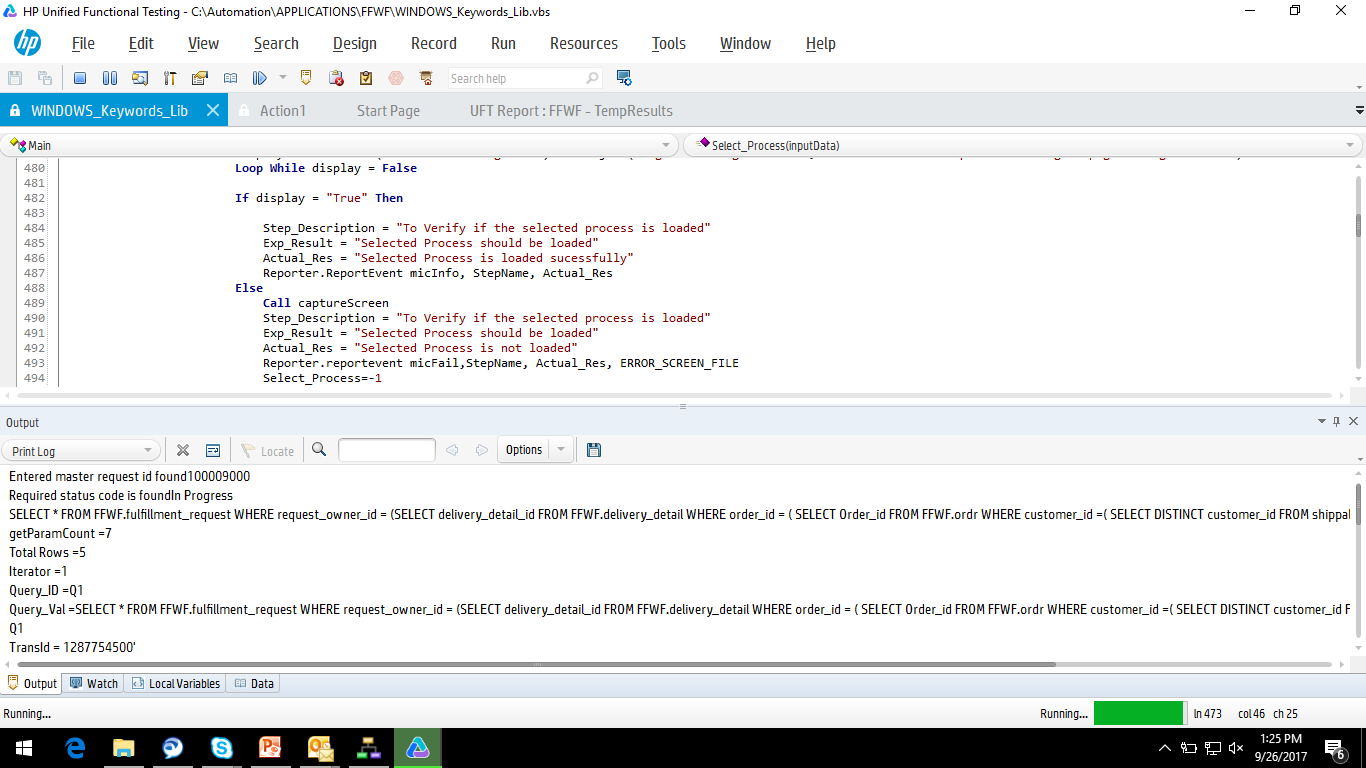 HP Unified Functional Testing - C:\Automation\APPLICATIONS\FFWF\WINDOWS_Keywords_Lib.vbs
hp File Edit View Search Design Record Run Resources Tools Window Help
Search help
WINDOWS_Keywords_Lib Action1 Start Page UFT Report : FFWF - TempResults
Main Select_Process(inputData)
480 Loop While display = False
481
482 If display = "True" Then
483
484 Step_Description = "To Verify if the selected process is loaded"
485 Exp_Result = "Selected Process should be loaded"
486 Actual_Res = "Selected Process is loaded sucessfully"
487 Reporter.ReportEvent micInfo, StepName, Actual_Res
488 Else
489 Call captureScreen
490 Step_Description = "To Verify if the selected process is loaded"
491 Exp_Result = "Selected Process should be loaded"
492 Actual_Res = "Selected Process is not loaded"
493 Reporter.reportevent micFail,StepName, Actual_Res, ERROR_SCREEN_FILE
494 Select_Process=-1
Output
Print Log Locate Options
Entered master request id found100009000
Required status code is foundIn Progress
SELECT * FROM FFWF.fulfillment_request WHERE request_owner_id = (SELECT delivery_detail_id FROM FFWF.delivery_detail WHERE order_id = ( SELECT Order_id FROM FFWF.ordr WHERE customer_id =( SELECT DISTINCT customer_id FROM shippal
getParamCount =7
Total Rows =5
Iterator =1
Query_ID =Q1
Query_Val =SELECT * FROM FFWF.fulfillment_request WHERE request_owner_id = (SELECT delivery_detail_id FROM FFWF.delivery_detail WHERE order_id = ( SELECT Order_id FROM FFWF.ordr WHERE customer_id =( SELECT DISTINCT customer_id F
Q1
TransId = 1287754500'
Output Watch Local Variables Data
Running... Running... ln 473 col 46 ch 25
1:25 PM
9/26/2017
6